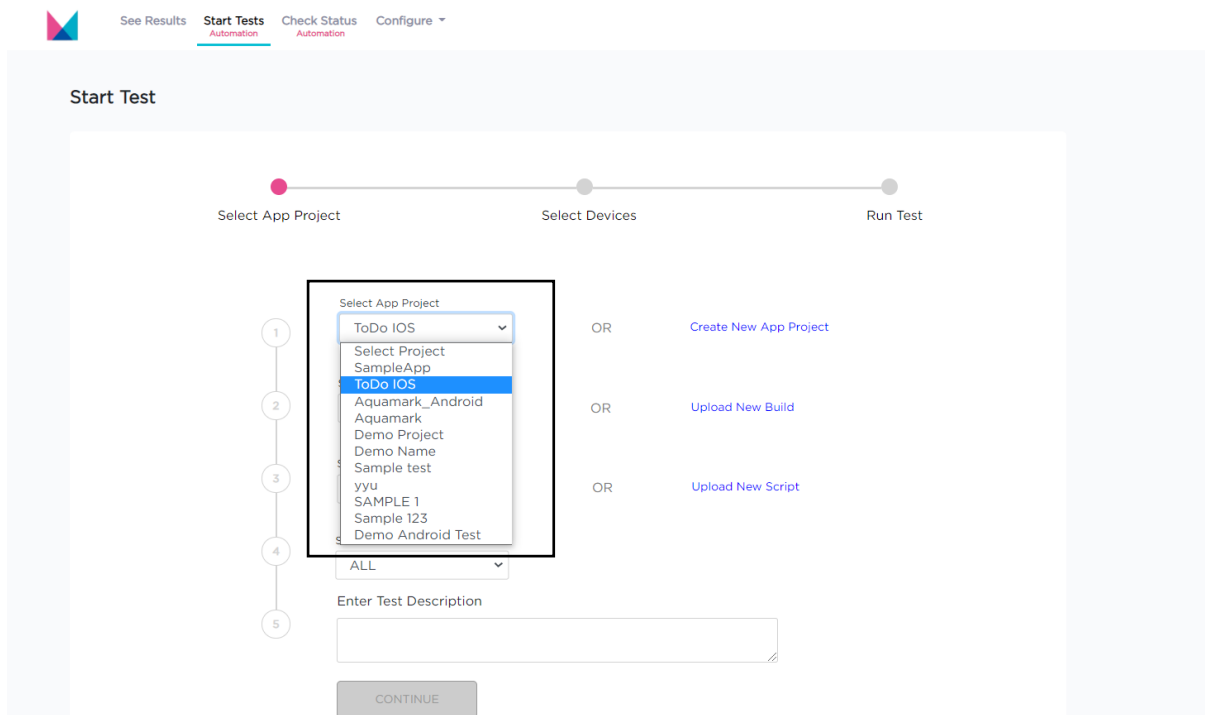 See Results Start Tests Check Status Configure
Automation Automation
Start Test
Select App Project Select Devices Run Test
Select App Project
1 ToDo IOS OR Create New App Project
Select Project
SampleApp
ToDo IOS
Aquamark_Android
2 OR Upload New Build
Aquamark
Demo Project
Demo Name
Sample test
3 yyu OR Upload New Script
SAMPLE 1
Sample 123
Demo Android Test
4 ALL
Enter Test Description
5
CONTINUE